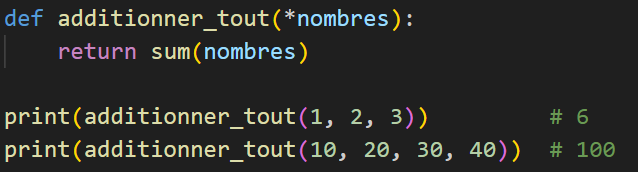 def additionner_tout(*nombres):
    return sum(nombres)

print(additionner_tout(1, 2, 3))         # 6
print(additionner_tout(10, 20, 30, 40))  # 100